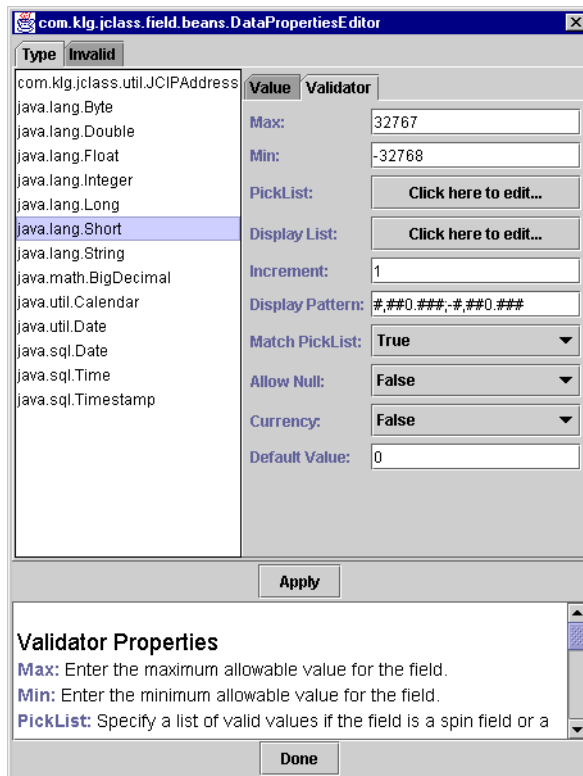 com.klg.jclass.field.beans.DataPropertiesEditor
Type Invalid
com.klg.jclass.util.JCIPAddress
java.lang.Byte
java.lang.Double
java.lang.Float
java.lang.Integer
java.lang.Long
java.lang.Short
java.lang.String
java.math.BigDecimal
java.util.Calendar
java.util.Date
java.sql.Date
java.sql.Time
java.sql.Timestamp
Value Validator
Max: 32767
Min: -32768
PickList: Click here to edit...
Display List: Click here to edit...
Increment: 1
Display Pattern: #,##0.###;-#,##0.###
Match PickList: True
Allow Null: False
Currency: False
Default Value: 0
Apply
Validator Properties
Max: Enter the maximum allowable value for the field.
Min: Enter the minimum allowable value for the field.
PickList: Specify a list of valid values if the field is a spin field or a
Done